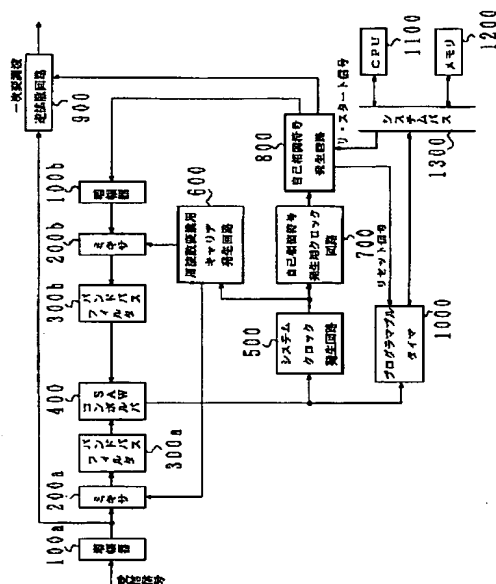 一次変調波
逆拡散回路
900
100b
増幅器
200b
ミキサ
300b
バンドパス
フィルタ
400
SAW
コンボルバ
300a
バンドパス
フィルタ
200a
ミキサ
100a
増幅器
600
周波数変換用
キャリア
発生回路
500
システム
クロック
発生回路
700
自己相関符号
発生用クロック
回路
800
自己相関符号
発生回路
リ・スタート信号
リセット信号
1000
プログラマブル
タイマ
1100
CPU
1200
メモリ
システムバス
1300